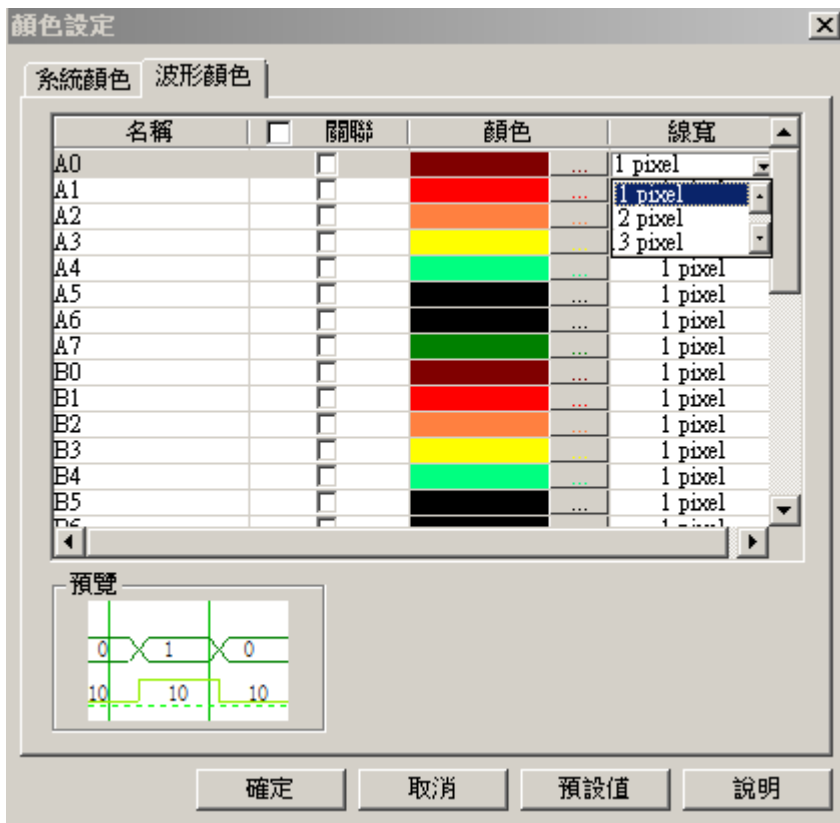 顏色設定
系統顏色 波形顏色
名稱 關聯 顏色 線寬
A0 ... 1 pixel
A1 ... 1 pixel
A2 ... 2 pixel
A3 ... 3 pixel
A4 ... 1 pixel
A5 ... 1 pixel
A6 ... 1 pixel
A7 ... 1 pixel
B0 ... 1 pixel
B1 ... 1 pixel
B2 ... 1 pixel
B3 ... 1 pixel
B4 ... 1 pixel
B5 ... 1 pixel
預覽
0 1 0
10 10 10
確定 取消 預設值 說明